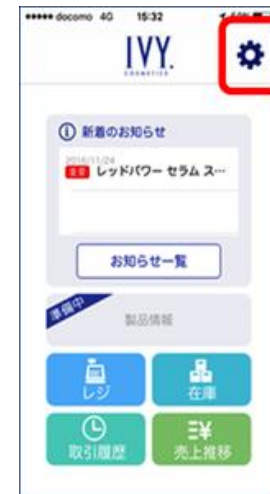 docomo 4G 15:32
IVY.
COSMETICS
新着のお知らせ
2016/11/24
重要 レッドパワー セラム ス…
お知らせ一覧
準備中
製品情報
レジ
在庫
取引履歴
売上推移